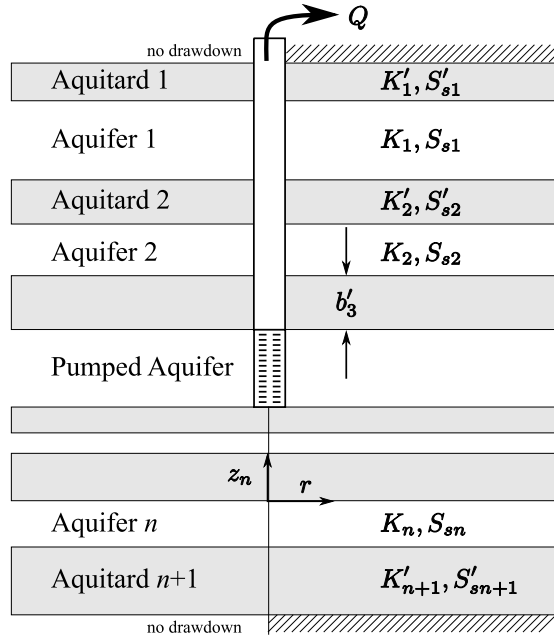 Q
no drawdown
Aquitard 1 K′₁, S′ₛ₁
Aquifer 1 K₁, Sₛ₁
Aquitard 2 K′₂, S′ₛ₂
Aquifer 2 K₂, Sₛ₂
b′₃
Pumped Aquifer
zₙ
r
Aquifer n Kₙ, Sₛₙ
Aquitard n+1 K′ₙ₊₁, S′ₛₙ₊₁
no drawdown